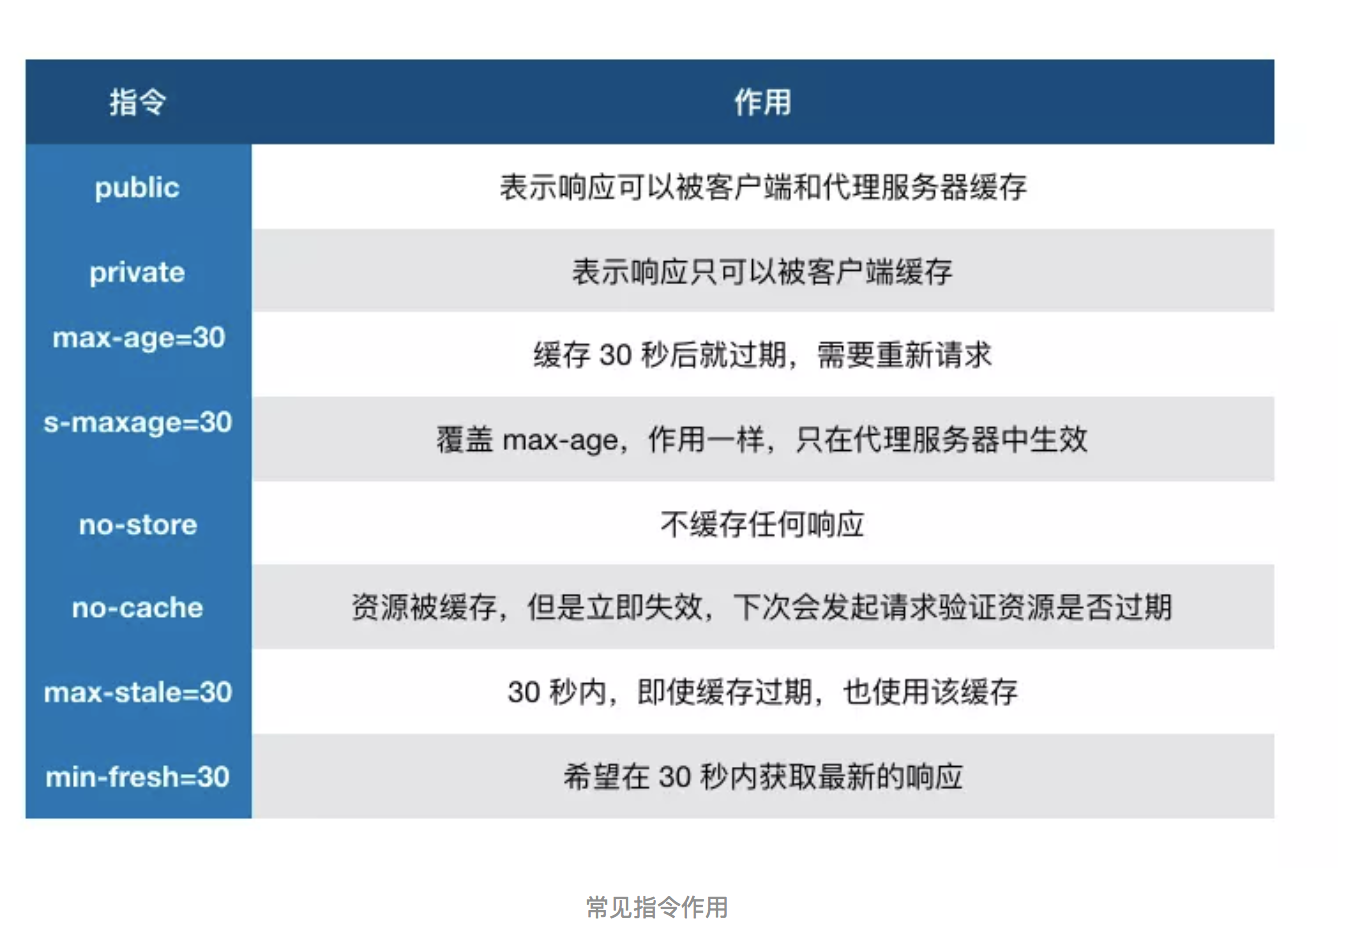 指令 作用
public 表示响应可以被客户端和代理服务器缓存
private 表示响应只可以被客户端缓存
max-age=30 缓存 30 秒后就过期，需要重新请求
s-maxage=30 覆盖 max-age，作用一样，只在代理服务器中生效
no-store 不缓存任何响应
no-cache 资源被缓存，但是立即失效，下次会发起请求验证资源是否过期
max-stale=30 30 秒内，即使缓存过期，也使用该缓存
min-fresh=30 希望在 30 秒内获取最新的响应
常见指令作用